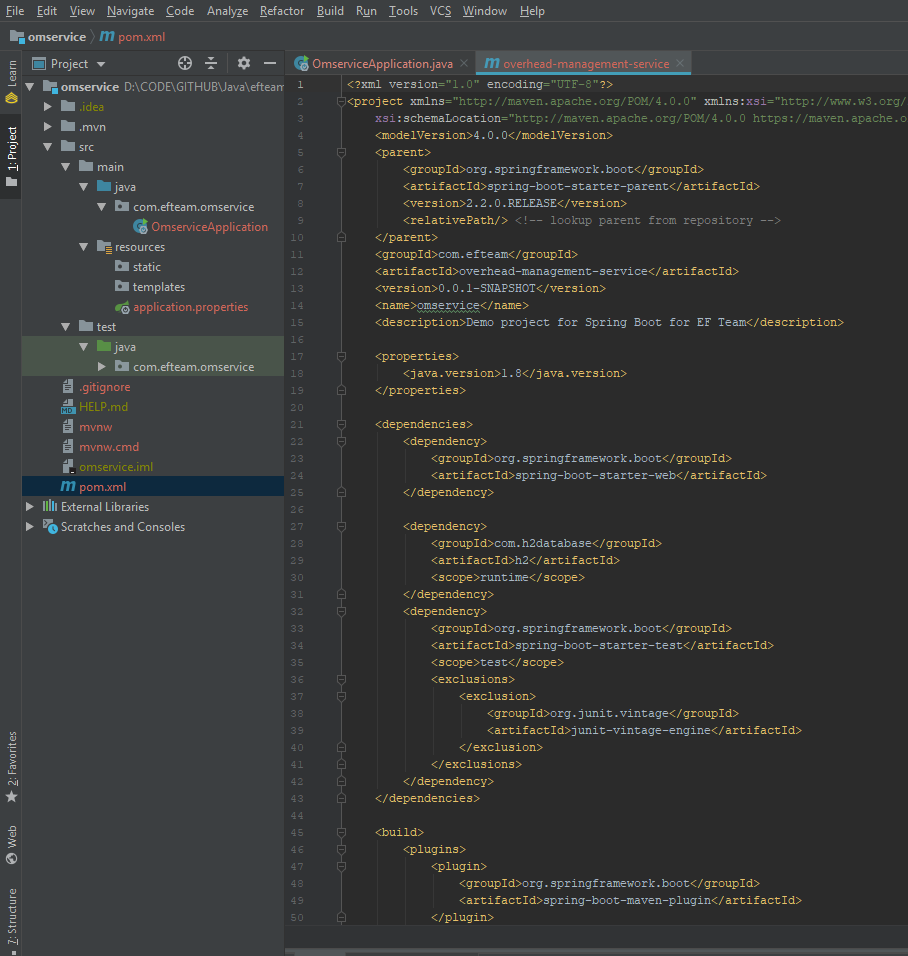 File Edit View Navigate Code Analyze Refactor Build Run Tools VCS Window Help
omservice pom.xml
Learn
1: Project
2: Favorites
Web
7: Structure
Project
omservice D:\CODE\GITHUB\Java\efteam
.idea
.mvn
src
main
java
com.efteam.omservice
OmserviceApplication
resources
static
templates
application.properties
test
java
com.efteam.omservice
.gitignore
HELP.md
mvnw
mvnw.cmd
omservice.iml
pom.xml
External Libraries
Scratches and Consoles
OmserviceApplication.java overhead-management-service
1 <?xml version="1.0" encoding="UTF-8"?>
2 <project xmlns="http://maven.apache.org/POM/4.0.0" xmlns:xsi="http://www.w3.org/
3 xsi:schemaLocation="http://maven.apache.org/POM/4.0.0 https://maven.apache.o
4 <modelVersion>4.0.0</modelVersion>
5 <parent>
6 <groupId>org.springframework.boot</groupId>
7 <artifactId>spring-boot-starter-parent</artifactId>
8 <version>2.2.0.RELEASE</version>
9 <relativePath/> <!-- lookup parent from repository -->
10 </parent>
11 <groupId>com.efteam</groupId>
12 <artifactId>overhead-management-service</artifactId>
13 <version>0.0.1-SNAPSHOT</version>
14 <name>omservice</name>
15 <description>Demo project for Spring Boot for EF Team</description>
16
17 <properties>
18 <java.version>1.8</java.version>
19 </properties>
20
21 <dependencies>
22 <dependency>
23 <groupId>org.springframework.boot</groupId>
24 <artifactId>spring-boot-starter-web</artifactId>
25 </dependency>
26
27 <dependency>
28 <groupId>com.h2database</groupId>
29 <artifactId>h2</artifactId>
30 <scope>runtime</scope>
31 </dependency>
32 <dependency>
33 <groupId>org.springframework.boot</groupId>
34 <artifactId>spring-boot-starter-test</artifactId>
35 <scope>test</scope>
36 <exclusions>
37 <exclusion>
38 <groupId>org.junit.vintage</groupId>
39 <artifactId>junit-vintage-engine</artifactId>
40 </exclusion>
41 </exclusions>
42 </dependency>
43 </dependencies>
44
45 <build>
46 <plugins>
47 <plugin>
48 <groupId>org.springframework.boot</groupId>
49 <artifactId>spring-boot-maven-plugin</artifactId>
50 </plugin>